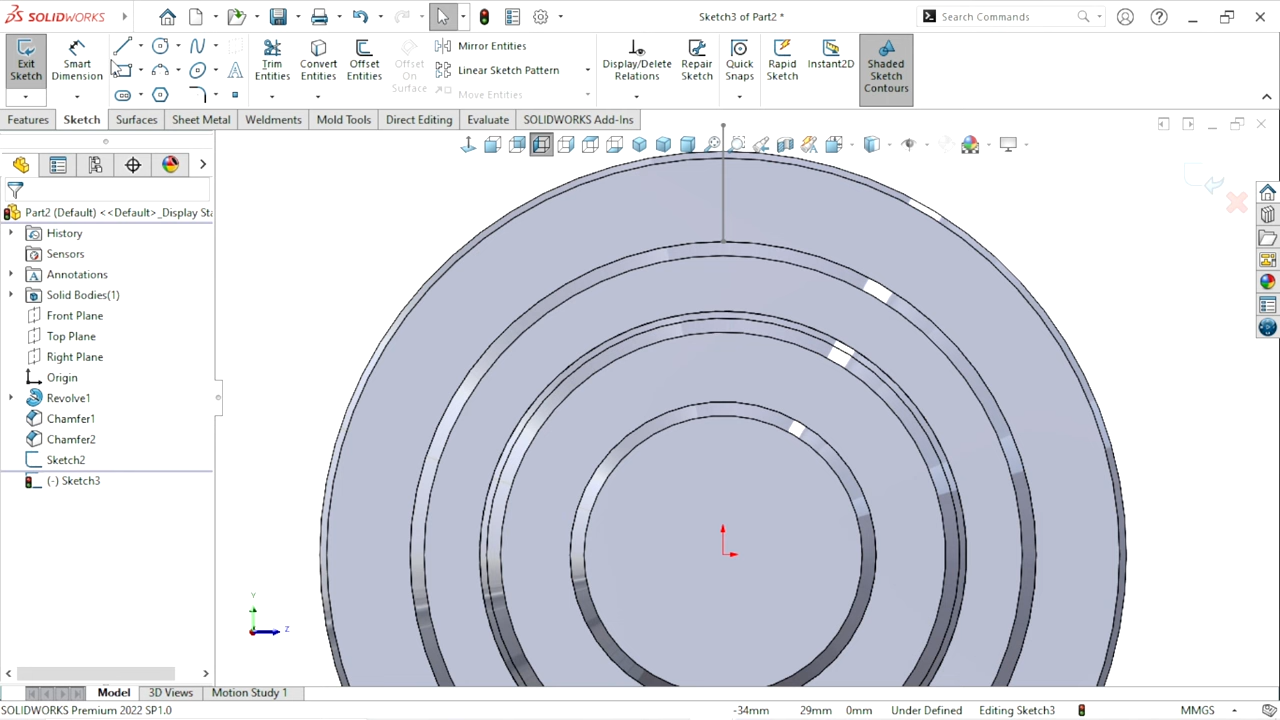 SOLIDWORKS
Sketch3 of Part2 *
Search Commands
Exit Sketch
Smart Dimension
Trim Entities
Convert Entities
Offset Entities
Offset On Surface
Mirror Entities
Linear Sketch Pattern
Move Entities
Display/Delete Relations
Repair Sketch
Quick Snaps
Rapid Sketch
Instant2D
Shaded Sketch Contours
Features
Sketch
Surfaces
Sheet Metal
Weldments
Mold Tools
Direct Editing
Evaluate
SOLIDWORKS Add-Ins
Part2 (Default) <<Default>_Display Sta
History
Sensors
Annotations
Solid Bodies(1)
Front Plane
Top Plane
Right Plane
Origin
Revolve1
Chamfer1
Chamfer2
Sketch2
(-) Sketch3
Y
Z
Model
3D Views
Motion Study 1
SOLIDWORKS Premium 2022 SP1.0
-34mm
29mm
0mm
Under Defined
Editing Sketch3
MMGS